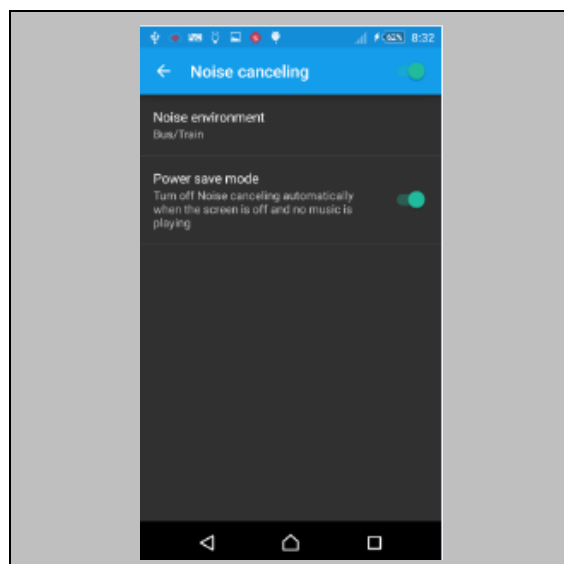 62% 8:32
Noise canceling
Noise environment
Bus/Train
Power save mode
Turn off Noise canceling automatically
when the screen is off and no music is
playing